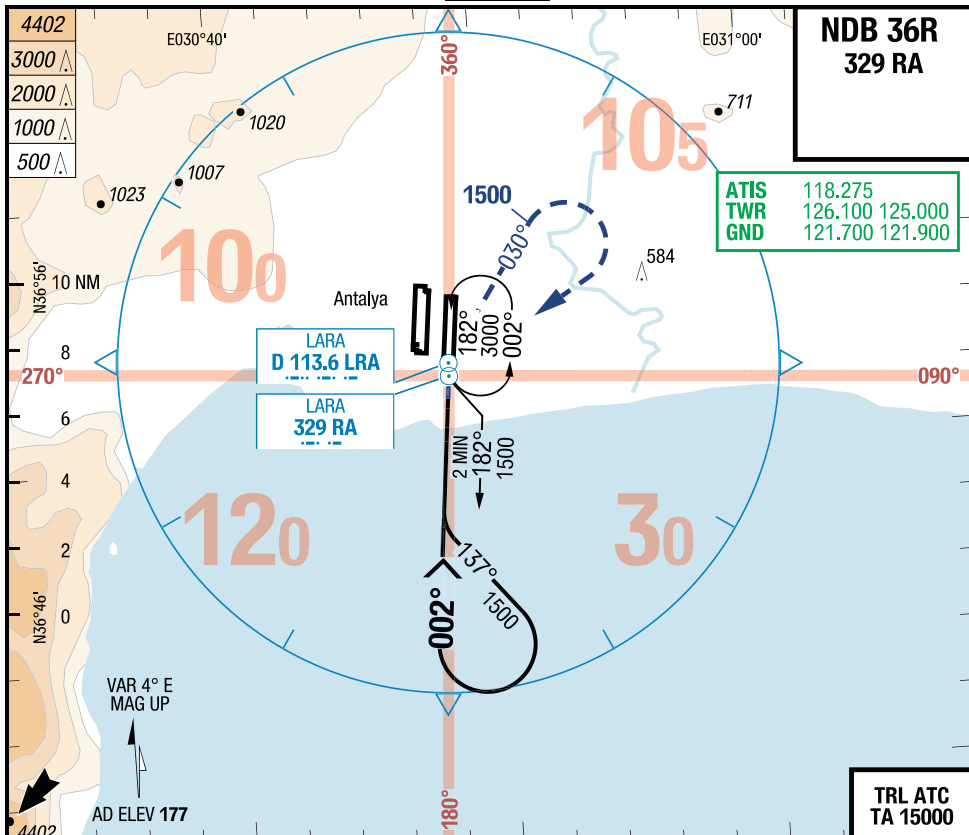 4402
3000
2000
1000
500
E030°40'
360°
E031°00'
NDB 36R
329 RA
1020
1007
1023
105
711
ATIS 118.275
TWR 126.100 125.000
GND 121.700 121.900
1500
030°
584
100
N36°56'
10 NM
Antalya
182°
3000
002°
LARA
D 113.6 LRA
8
270°
090°
LARA
329 RA
6
2 MIN
182°
1500
4
120
30
2
137°
1500
N36°46'
0
002°
VAR 4° E
MAG UP
AD ELEV 177
180°
4402
TRL ATC
TA 15000